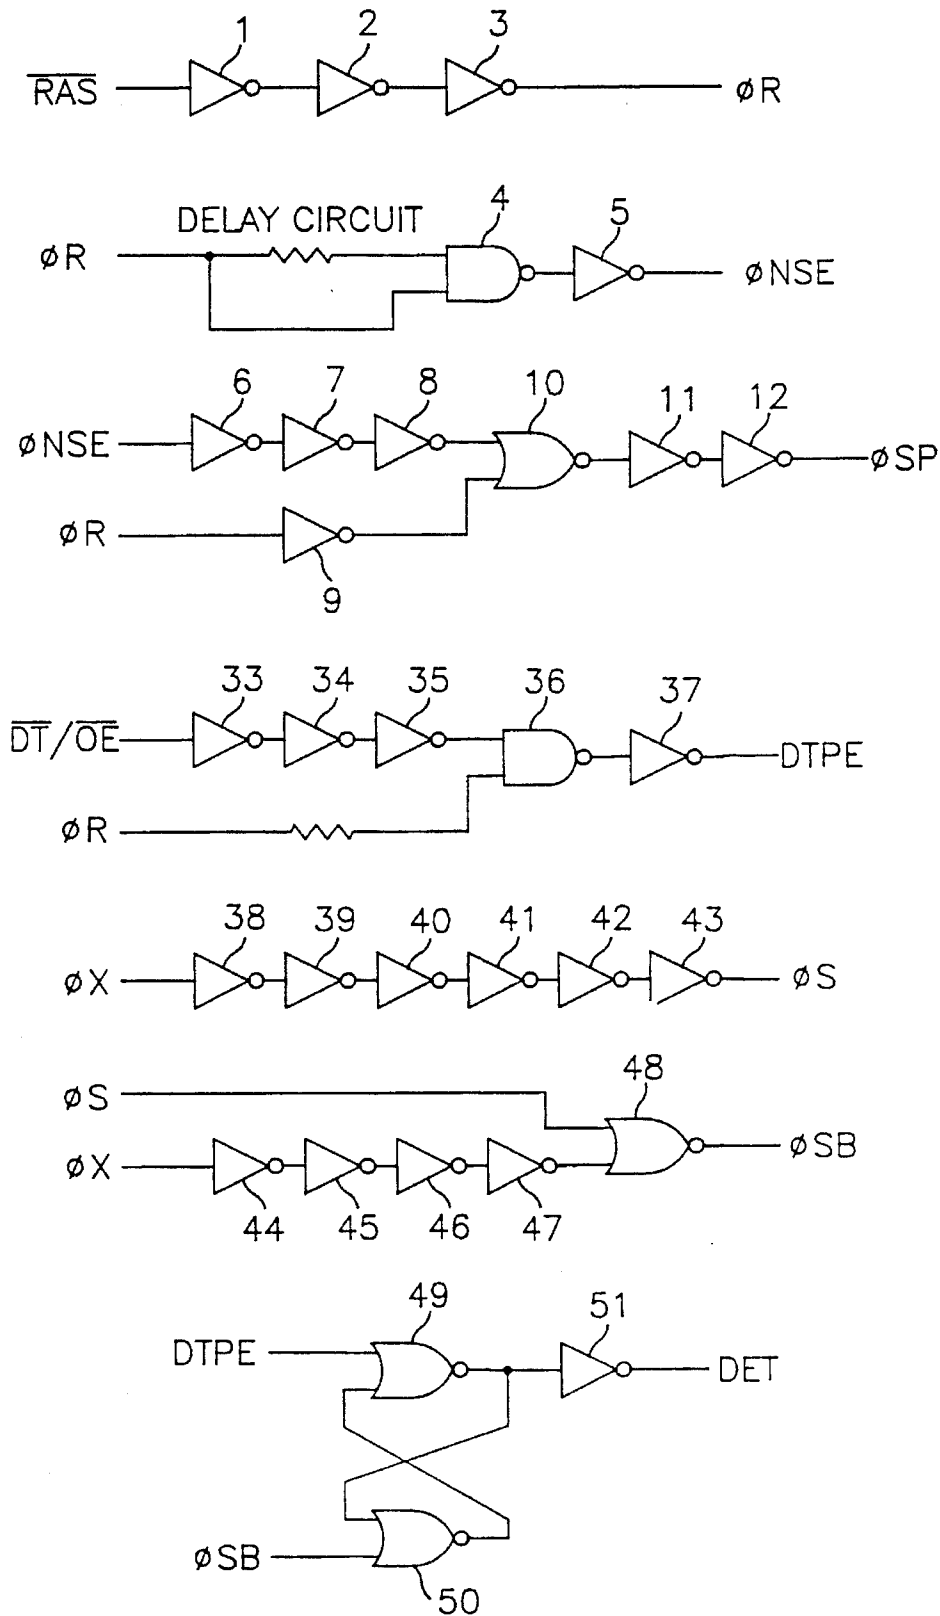 1 2 3
RAS øR
DELAY CIRCUIT 4 5
øR øNSE
6 7 8 10 11 12
øNSE øSP
øR
9
33 34 35 36 37
DT/OE DTPE
øR
38 39 40 41 42 43
øX øS
48
øS
øX øSB
44 45 46 47
49 51
DTPE DET
øSB
50